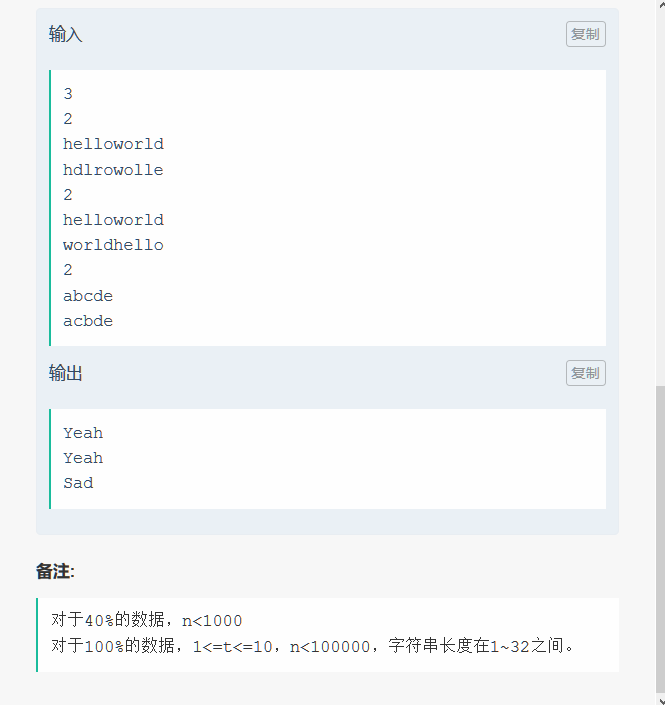 输入
复制
3
2
helloworld
hdlrowolle
2
helloworld
worldhello
2
abcde
acbde
输出
复制
Yeah
Yeah
Sad
备注:
对于40%的数据，n<1000
对于100%的数据，1<=t<=10，n<100000，字符串长度在1~32之间。